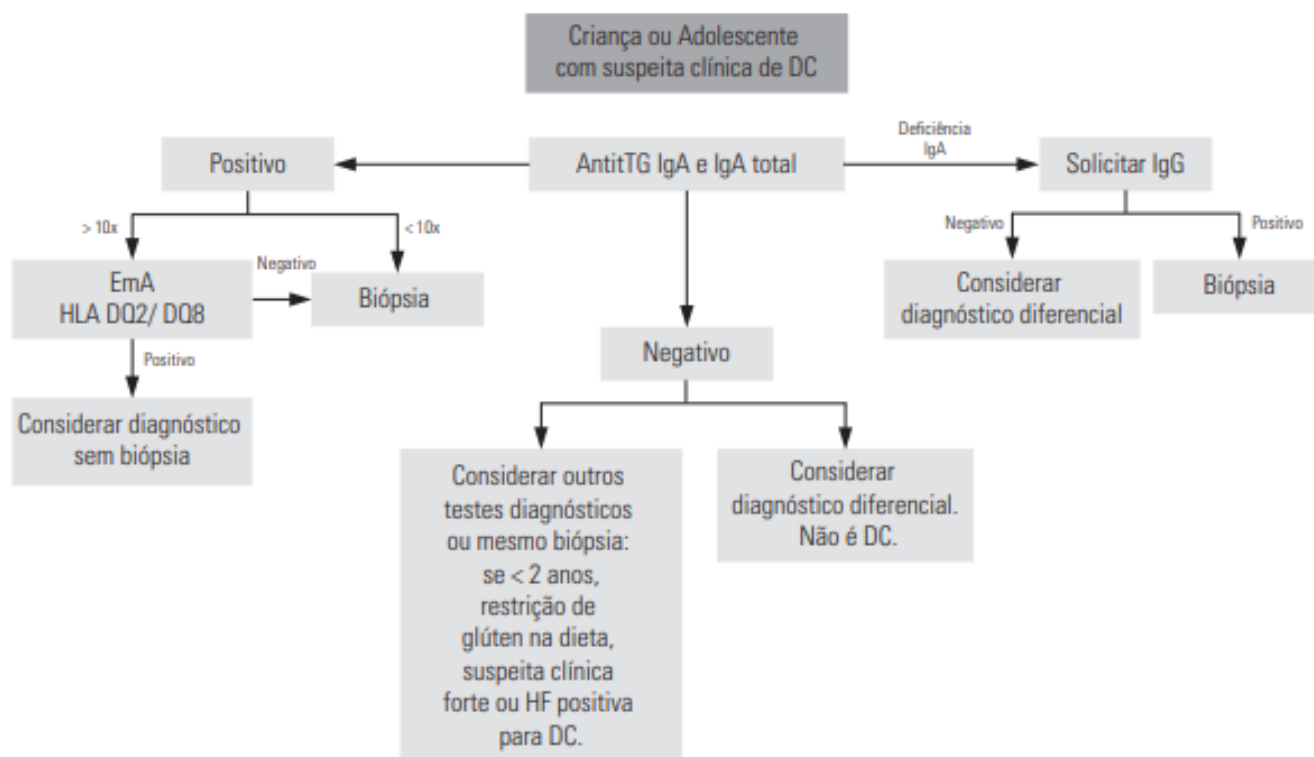 Criança ou Adolescente
com suspeita clínica de DC
Positivo
AntitTG IgA e IgA total
Deficiência
IgA
Solicitar IgG
> 10x
< 10x
Negativo
Positivo
EmA
HLA DQ2/ DQ8
Negativo
Biópsia
Considerar
diagnóstico diferencial
Biópsia
Positivo
Negativo
Considerar diagnóstico
sem biópsia
Considerar outros
testes diagnósticos
ou mesmo biópsia:
se < 2 anos,
restrição de
glúten na dieta,
suspeita clínica
forte ou HF positiva
para DC.
Considerar
diagnóstico diferencial.
Não é DC.